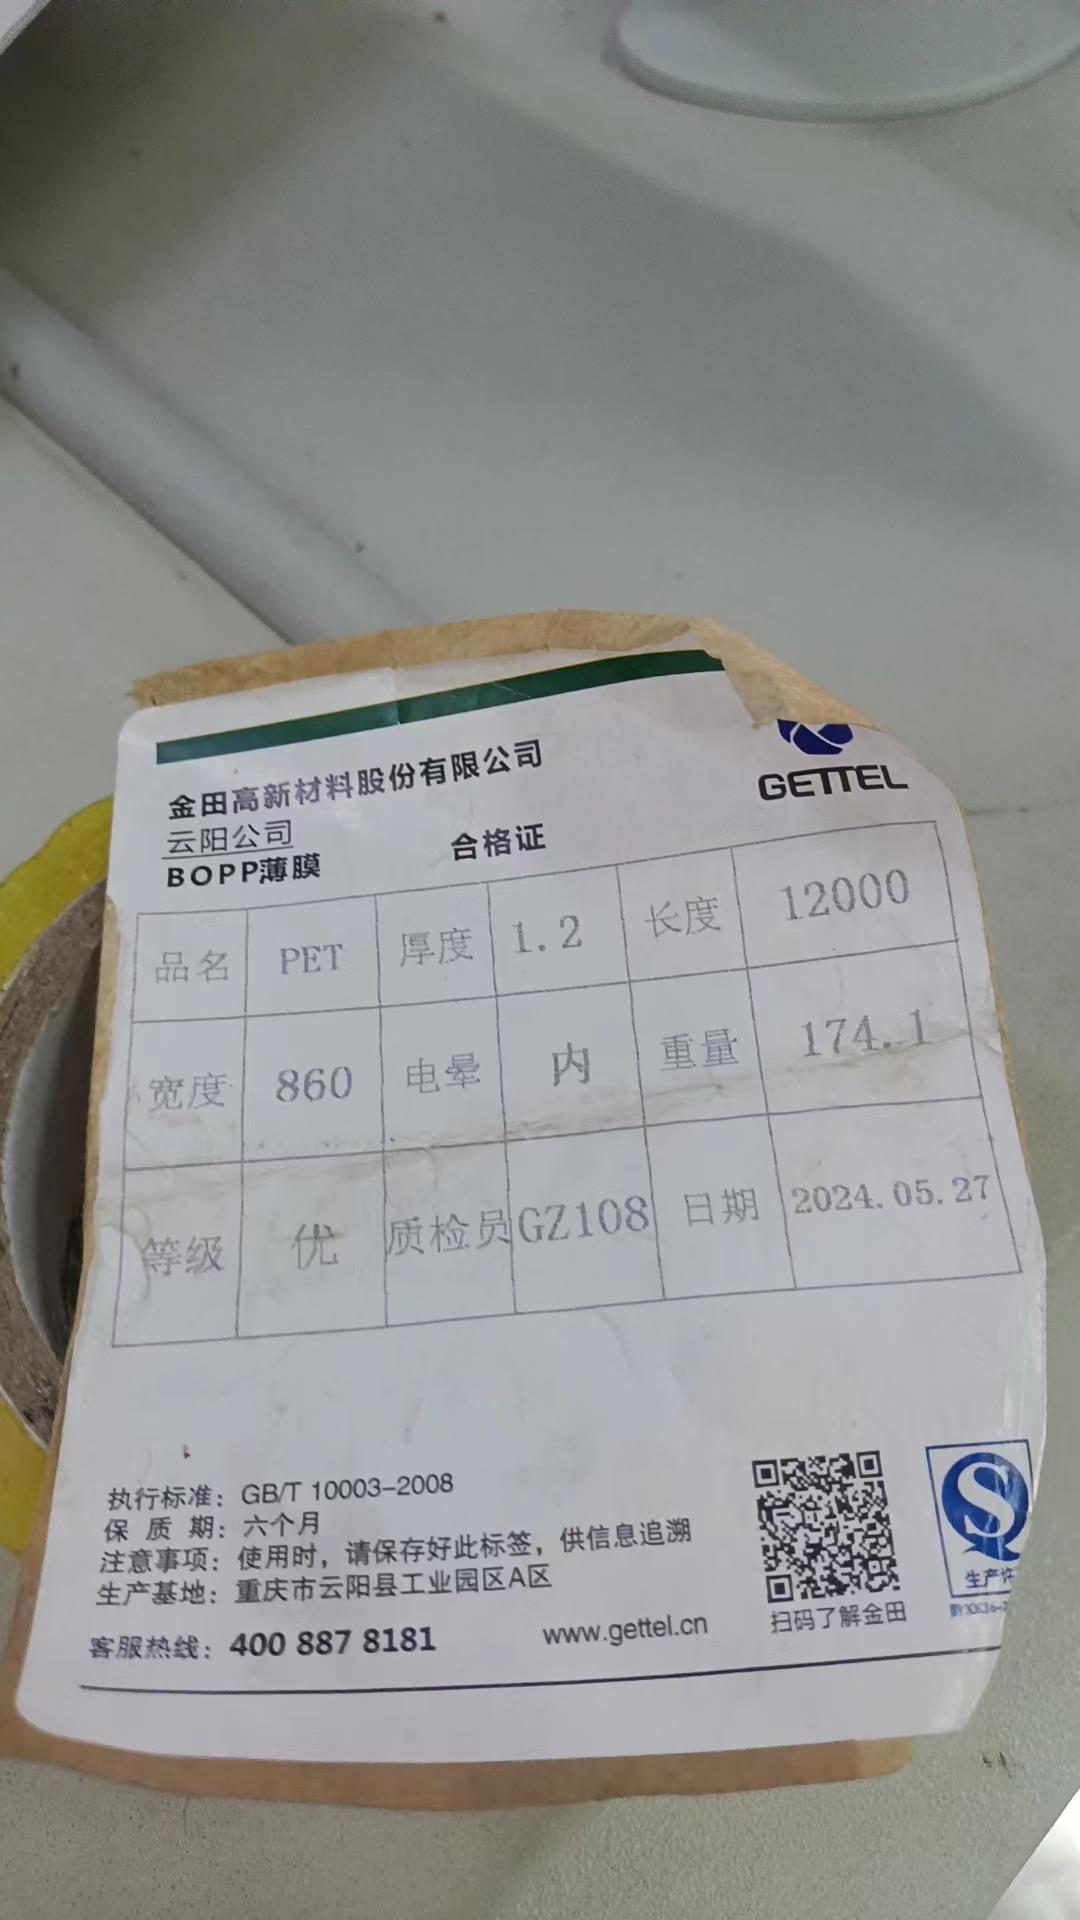 金田高新材料股份有限公司
云阳公司
GETTEL
BOPP薄膜
合格证
品名 PET 厚度 1.2 长度 12000
宽度 860 电晕 内 重量 174.1
等级 优 质检员 GZ108 日期 2024.05.27
执行标准：GB/T 10003-2008
保 质 期：六个月
注意事项：使用时，请保存好此标签，供信息追溯
生产基地：重庆市云阳县工业园区A区
客服热线：400 887 8181
www.gettel.cn
扫码了解金田
生产许